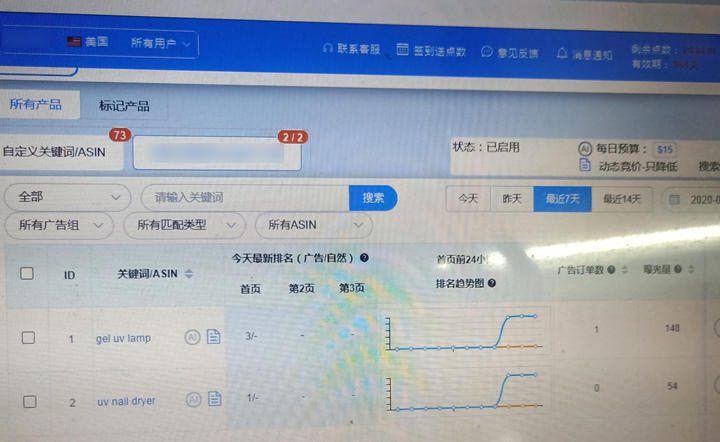 美国 所有用户 联系客服 签到送点数 意见反馈 消息通知 剩余点数：
有效期：
所有产品 标记产品
自定义关键词/ASIN 73 2/2 状态：已启用 AI 每日预算： $15
动态竞价-只降低 搜索
全部 请输入关键词 搜索 今天 昨天 最近7天 最近14天 2020-0
所有广告组 所有匹配类型 所有ASIN
ID 关键词/ASIN 今天最新排名（广告/自然） 首页前24小 广告订单数 曝光量
首页 第2页 第3页 排名趋势图
1 gel uv lamp AI 3/- - - 1 148
2 uv nail dryer AI 1/- - - 0 54